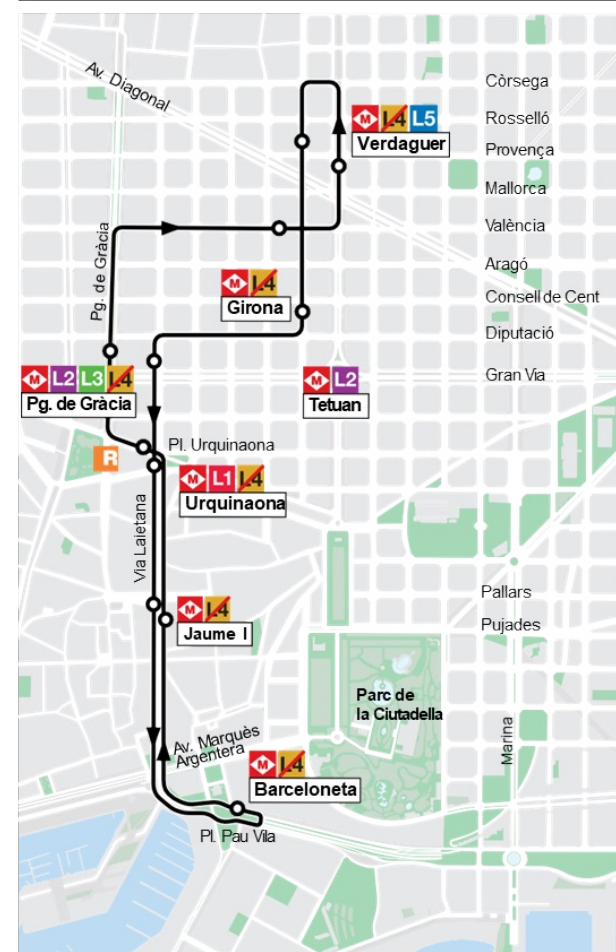 Av. Diagonal
Còrsega
M L4 L5
Verdaguer
Rosselló
Provença
Mallorca
València
Pg. de Gràcia
Aragó
M L4
Girona
Consell de Cent
Diputació
M L2 L3 L4
Pg. de Gràcia
M L2
Tetuan
Gran Via
Pl. Urquinaona
R
M L1 L4
Urquinaona
Via Laietana
M L4
Jaume I
Pallars
Pujades
Parc de
la Ciutadella
Marina
Av. Marquès
Argentera
M L4
Barceloneta
Pl. Pau Vila